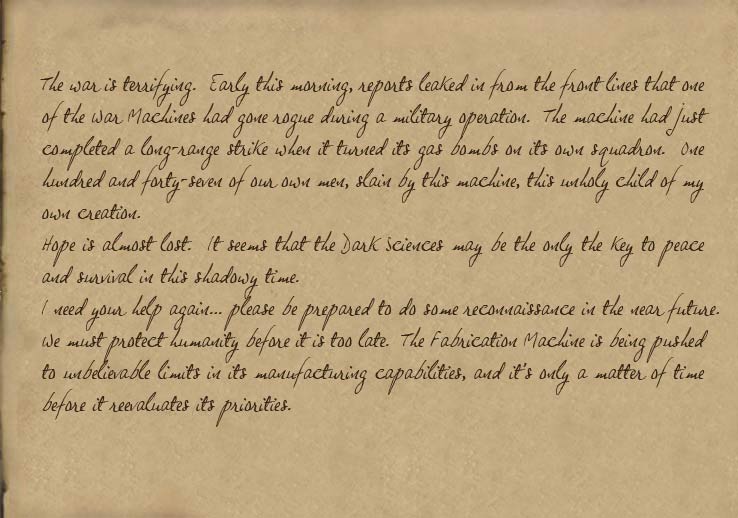 The war is terrifying. Early this morning, reports leaked in from the front lines that one
of the War Machines had gone rogue during a military operation. The machine had just
completed a long-range strike when it turned its gas bombs on its own squadron. One
hundred and forty-seven of our own men, slain by this machine, this unholy child of my
own creation.
Hope is almost lost. It seems that the Dark Sciences may be the only the key to peace
and survival in this shadowy time.
I need your help again... please be prepared to do some reconnaissance in the near future.
We must protect humanity before it is too late. The Fabrication Machine is being pushed
to unbelievable limits in its manufacturing capabilities, and it's only a matter of time
before it reevaluates its priorities.